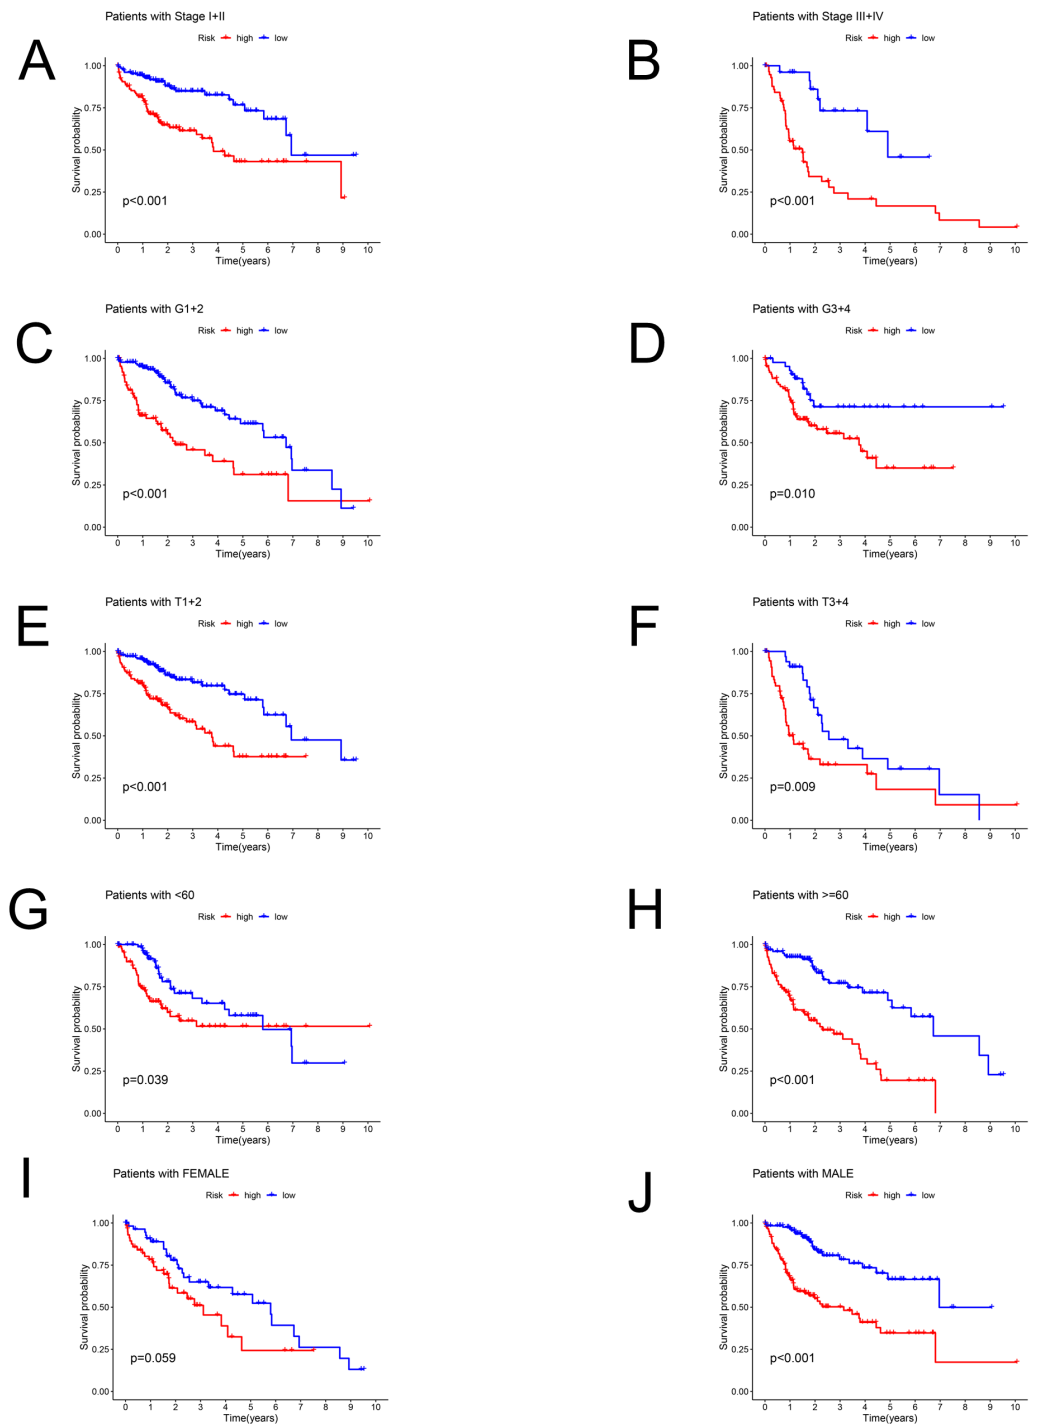 Patients with Stage I+II
A
Risk high low
Survival probability
1.00
0.75
0.50
0.25
0.00
p<0.001
0 1 2 3 4 5 6 7 8 9 10
Time(years)
Patients with Stage III+IV
B
Risk high low
Survival probability
1.00
0.75
0.50
0.25
0.00
p<0.001
0 1 2 3 4 5 6 7 8 9 10
Time(years)
Patients with G1+2
C
Risk high low
Survival probability
1.00
0.75
0.50
0.25
0.00
p<0.001
0 1 2 3 4 5 6 7 8 9 10
Time(years)
Patients with G3+4
D
Risk high low
Survival probability
1.00
0.75
0.50
0.25
0.00
p=0.010
0 1 2 3 4 5 6 7 8 9 10
Time(years)
Patients with T1+2
E
Risk high low
Survival probability
1.00
0.75
0.50
0.25
0.00
p<0.001
0 1 2 3 4 5 6 7 8 9 10
Time(years)
Patients with T3+4
F
Risk high low
Survival probability
1.00
0.75
0.50
0.25
0.00
p=0.009
0 1 2 3 4 5 6 7 8 9 10
Time(years)
Patients with <60
G
Risk high low
Survival probability
1.00
0.75
0.50
0.25
0.00
p=0.039
0 1 2 3 4 5 6 7 8 9 10
Time(years)
Patients with >=60
H
Risk high low
Survival probability
1.00
0.75
0.50
0.25
0.00
p<0.001
0 1 2 3 4 5 6 7 8 9 10
Time(years)
Patients with FEMALE
I
Risk high low
Survival probability
1.00
0.75
0.50
0.25
0.00
p=0.059
0 1 2 3 4 5 6 7 8 9 10
Time(years)
Patients with MALE
J
Risk high low
Survival probability
1.00
0.75
0.50
0.25
0.00
p<0.001
0 1 2 3 4 5 6 7 8 9 10
Time(years)